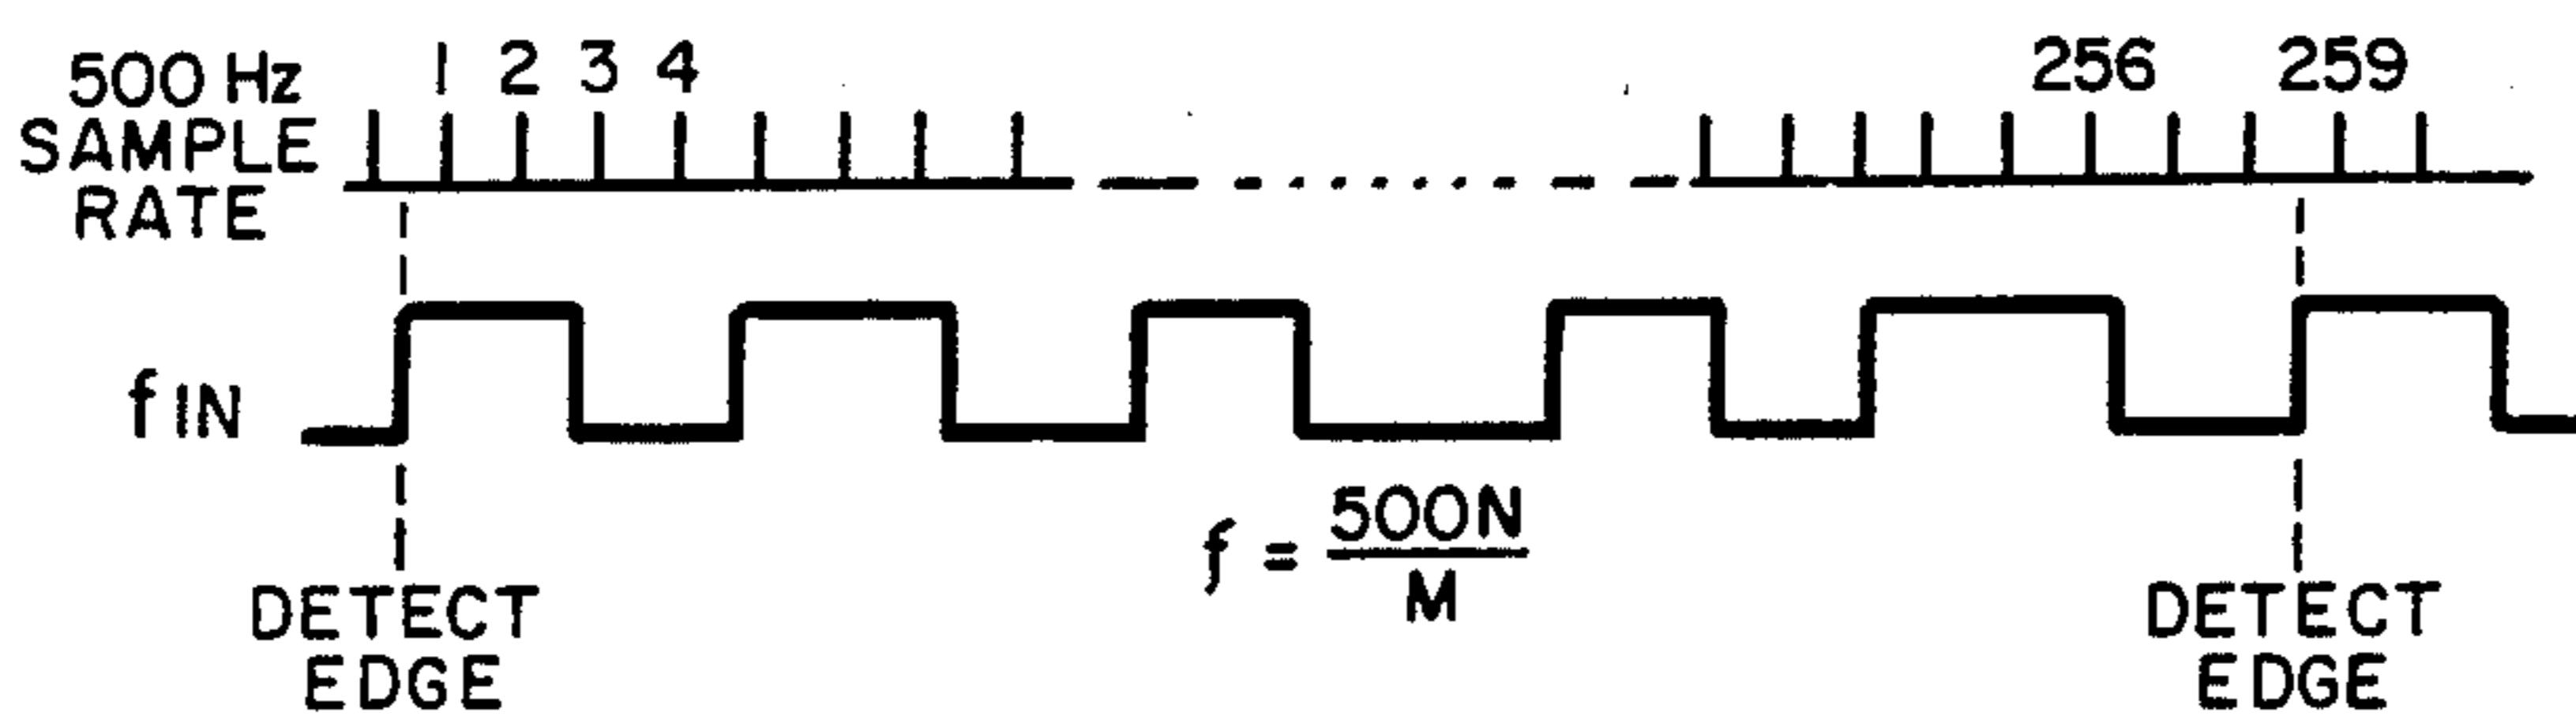 500 Hz
SAMPLE
RATE
1 2 3 4
256 259
f IN
f = 500N
M
DETECT
EDGE
DETECT
EDGE